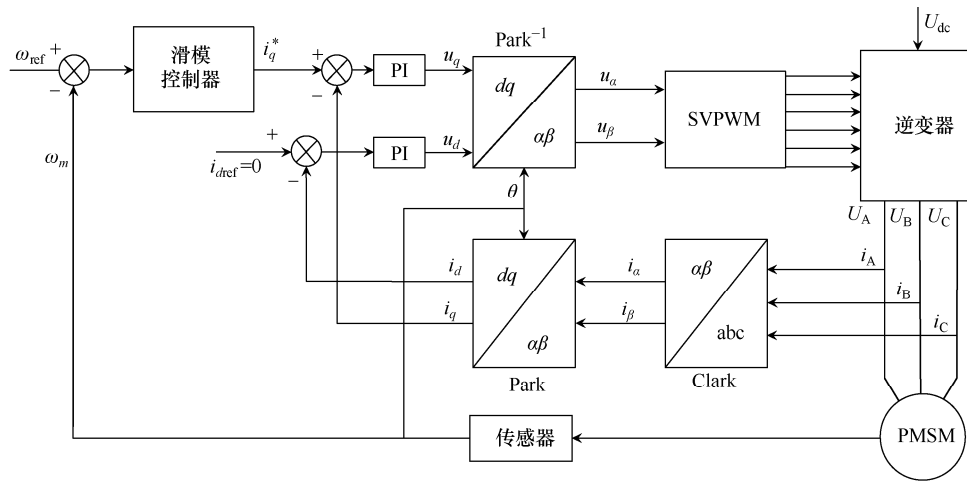 U_dc
Park⁻¹
ω_ref
+
−
滑模
控制器
i_q^*
+
−
PI
u_q
dq
αβ
u_α
u_β
SVPWM
逆变器
+
−
i_dref=0
PI
u_d
ω_m
θ
U_A
U_B
U_C
i_d
i_q
dq
αβ
Park
i_α
i_β
αβ
abc
Clark
i_A
i_B
i_C
传感器
PMSM